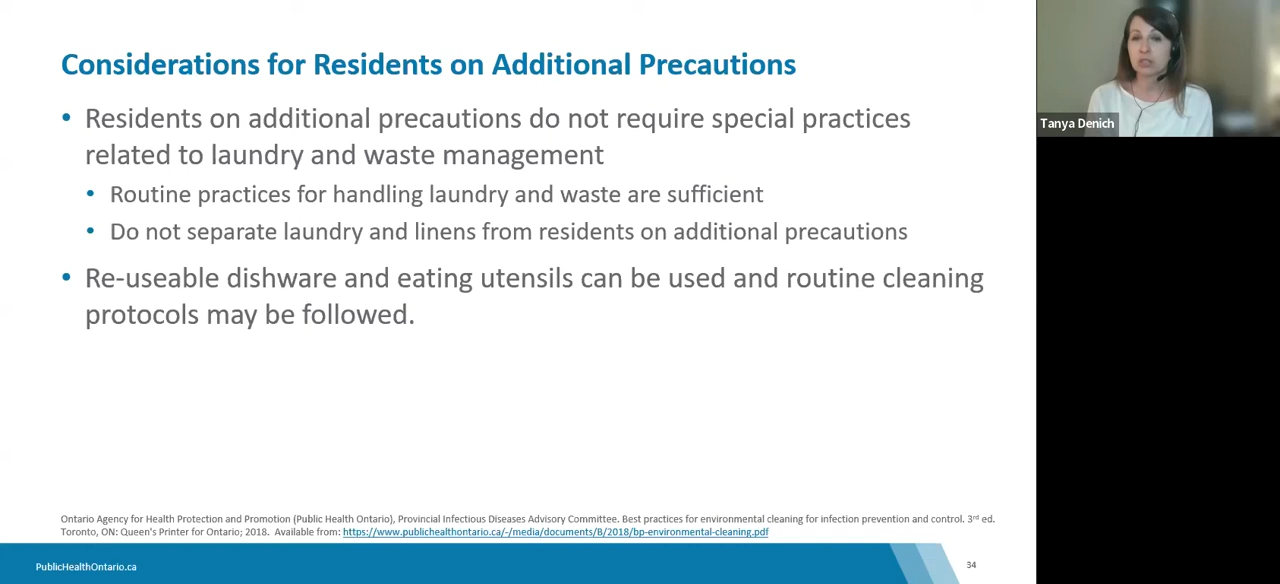 Considerations for Residents on Additional Precautions
• Residents on additional precautions do not require special practices
related to laundry and waste management
• Routine practices for handling laundry and waste are sufficient
• Do not separate laundry and linens from residents on additional precautions
• Re-useable dishware and eating utensils can be used and routine cleaning
protocols may be followed.
Ontario Agency for Health Protection and Promotion (Public Health Ontario), Provincial Infectious Diseases Advisory Committee. Best practices for environmental cleaning for infection prevention and control. 3rd ed.
Toronto, ON: Queen's Printer for Ontario; 2018. Available from: https://www.publichealthontario.ca/-/media/documents/B/2018/bp-environmental-cleaning.pdf
PublicHealthOntario.ca
34
Tanya Denich